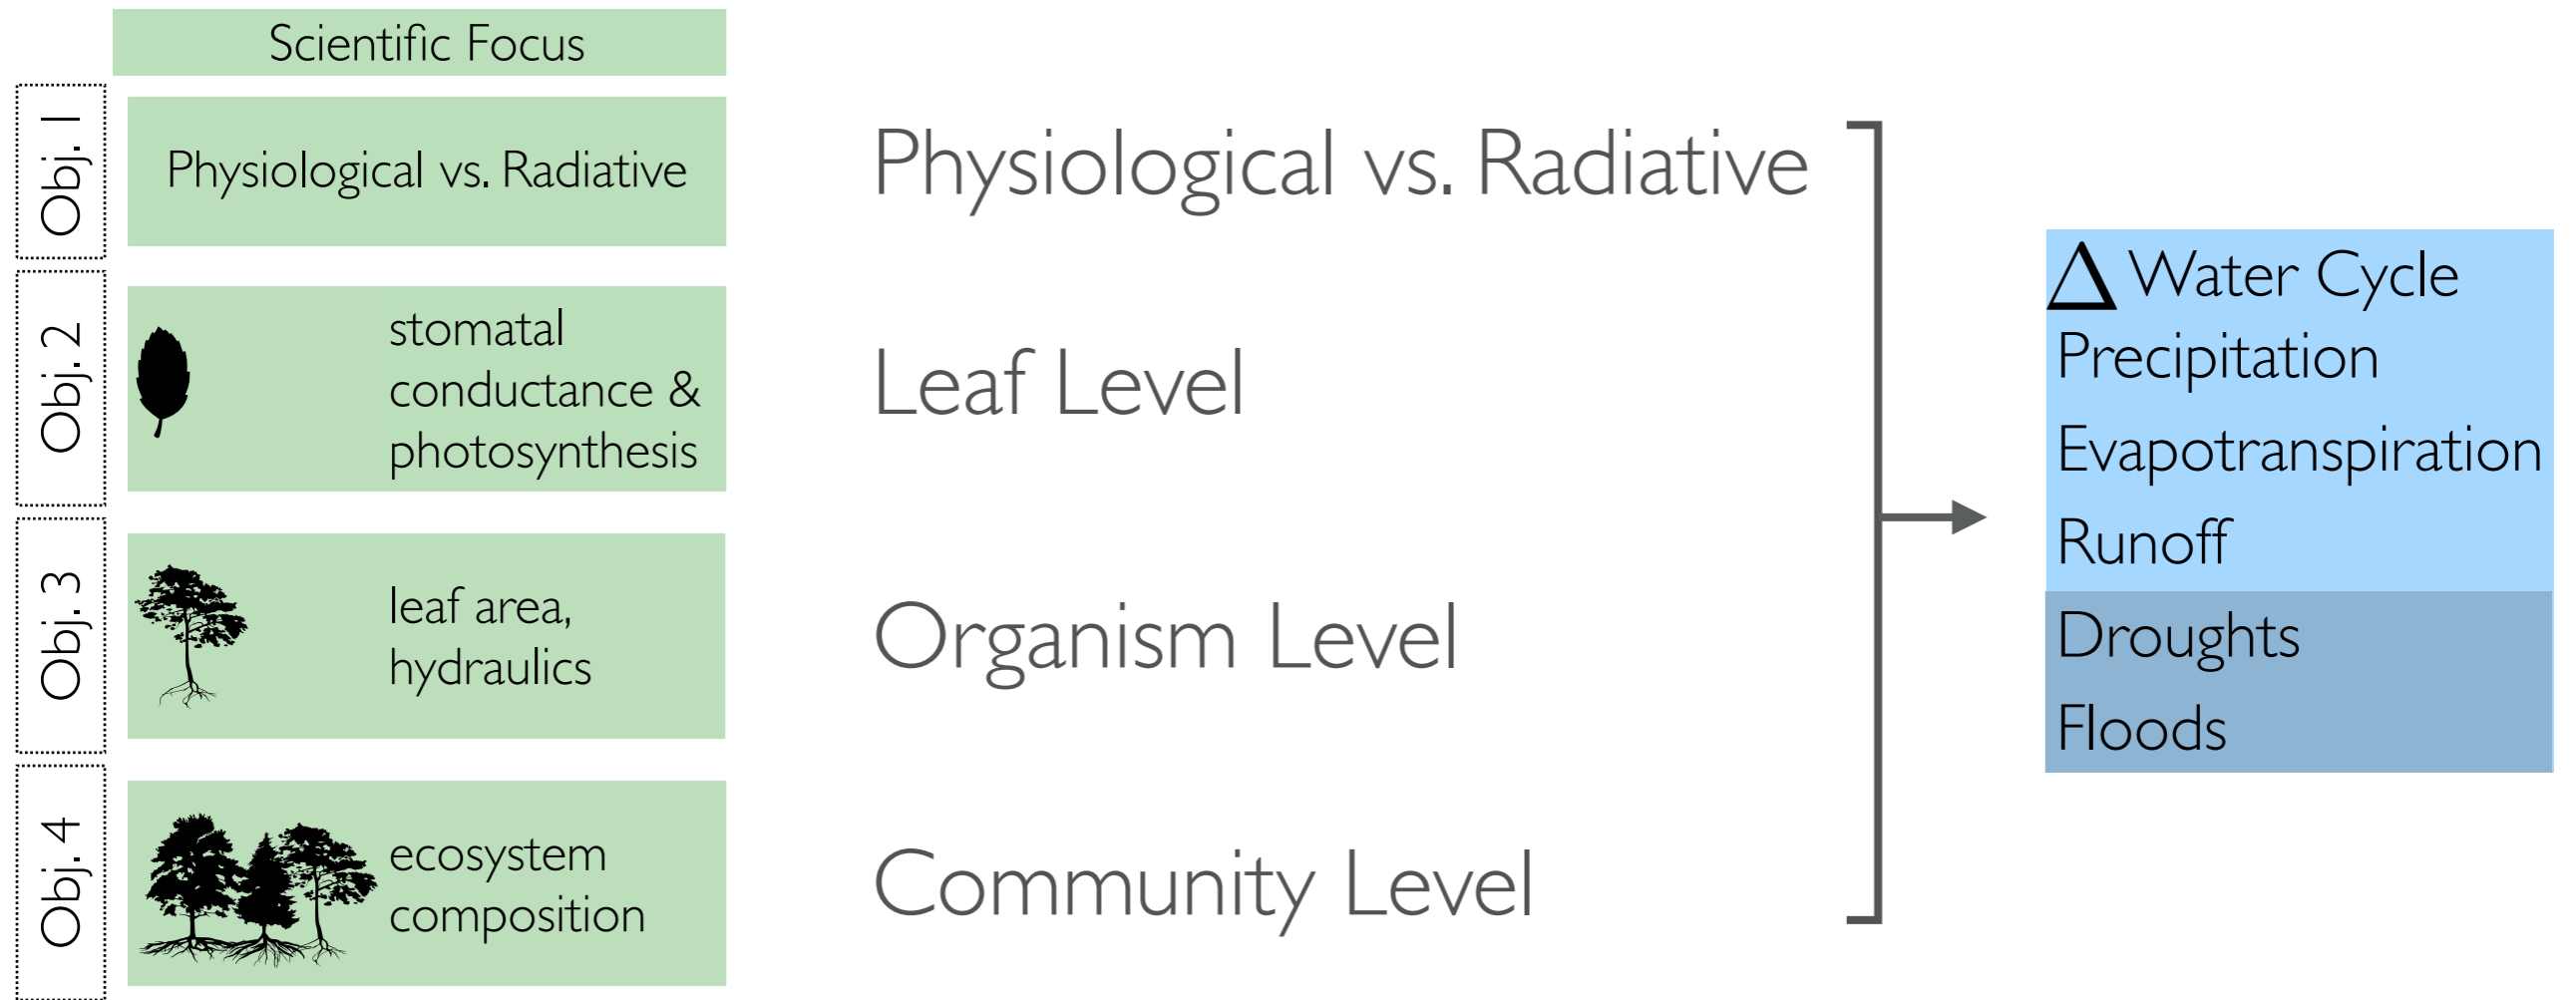 Scientific Focus
Obj. 1
Physiological vs. Radiative
Physiological vs. Radiative
Obj. 2
stomatal
conductance &
photosynthesis
Leaf Level
Obj. 3
leaf area,
hydraulics
Organism Level
Obj. 4
ecosystem
composition
Community Level
Δ Water Cycle
Precipitation
Evapotranspiration
Runoff
Droughts
Floods